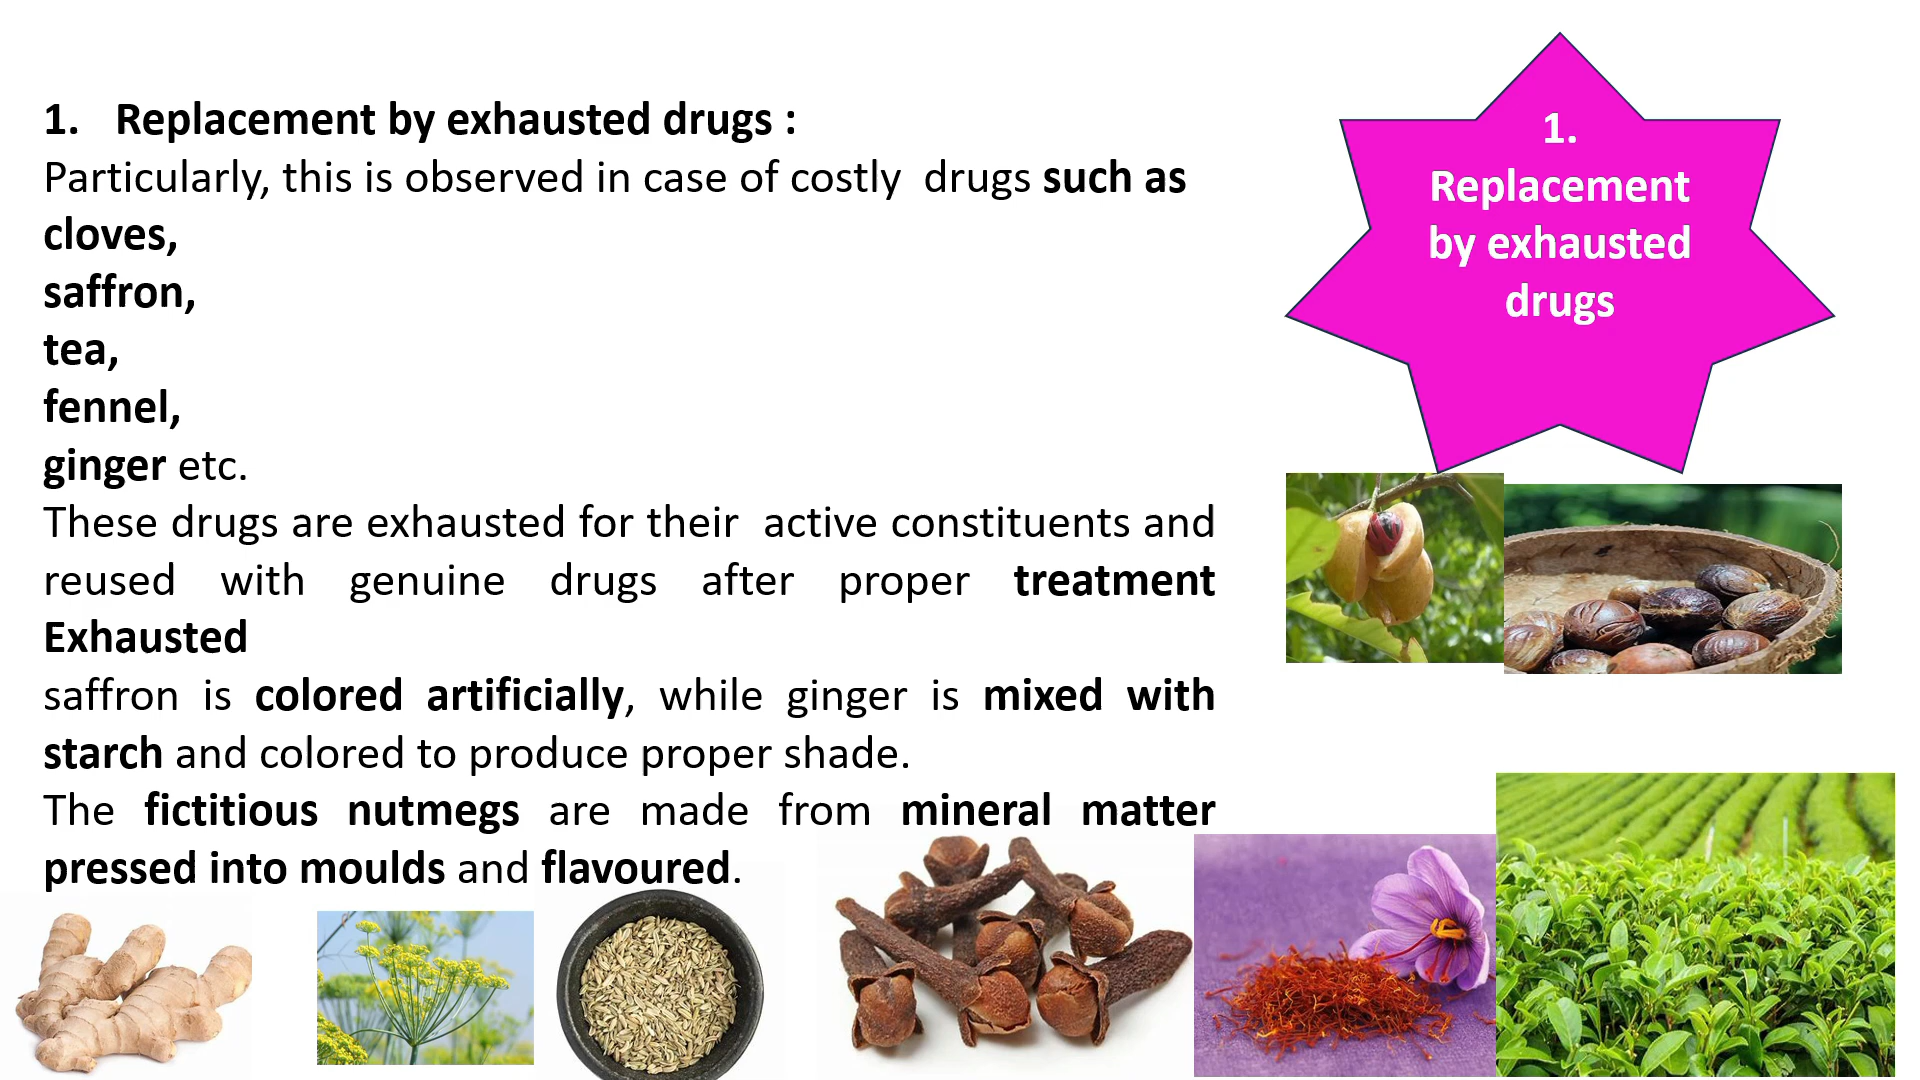 1. Replacement by exhausted drugs :
Particularly, this is observed in case of costly  drugs such as
cloves,
saffron,
tea,
fennel,
ginger etc.
These drugs are exhausted for their  active constituents and
reused with genuine drugs after proper treatment
Exhausted
saffron is colored artificially, while ginger is mixed with
starch and colored to produce proper shade.
The fictitious nutmegs are made from mineral matter
pressed into moulds and flavoured.
1.
Replacement
by exhausted
drugs